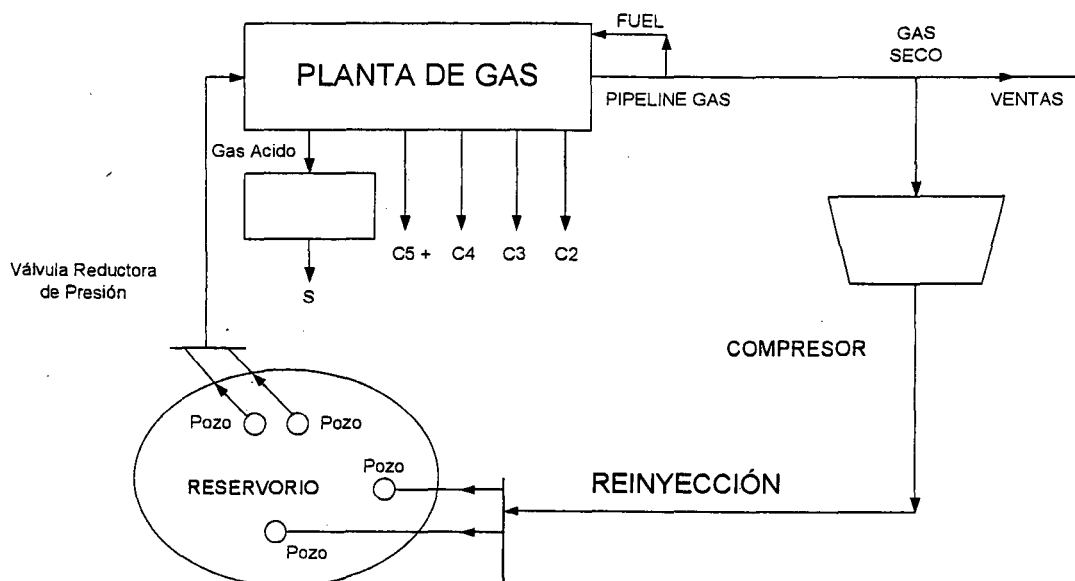 FUEL
GAS
SECO
PLANTA DE GAS
PIPELINE GAS
VENTAS
Gas Acido
C5 +
C4
C3
C2
S
Válvula Reductora
de Presión
COMPRESOR
Pozo
Pozo
Pozo
RESERVORIO
REINYECCIÓN
Pozo